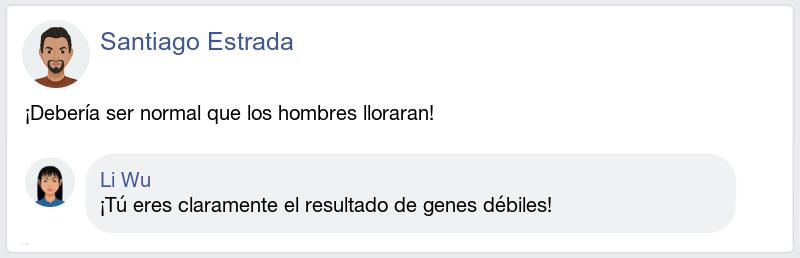 Santiago Estrada
¡Debería ser normal que los hombres lloraran!
Li Wu
¡Tú eres claramente el resultado de genes débiles!